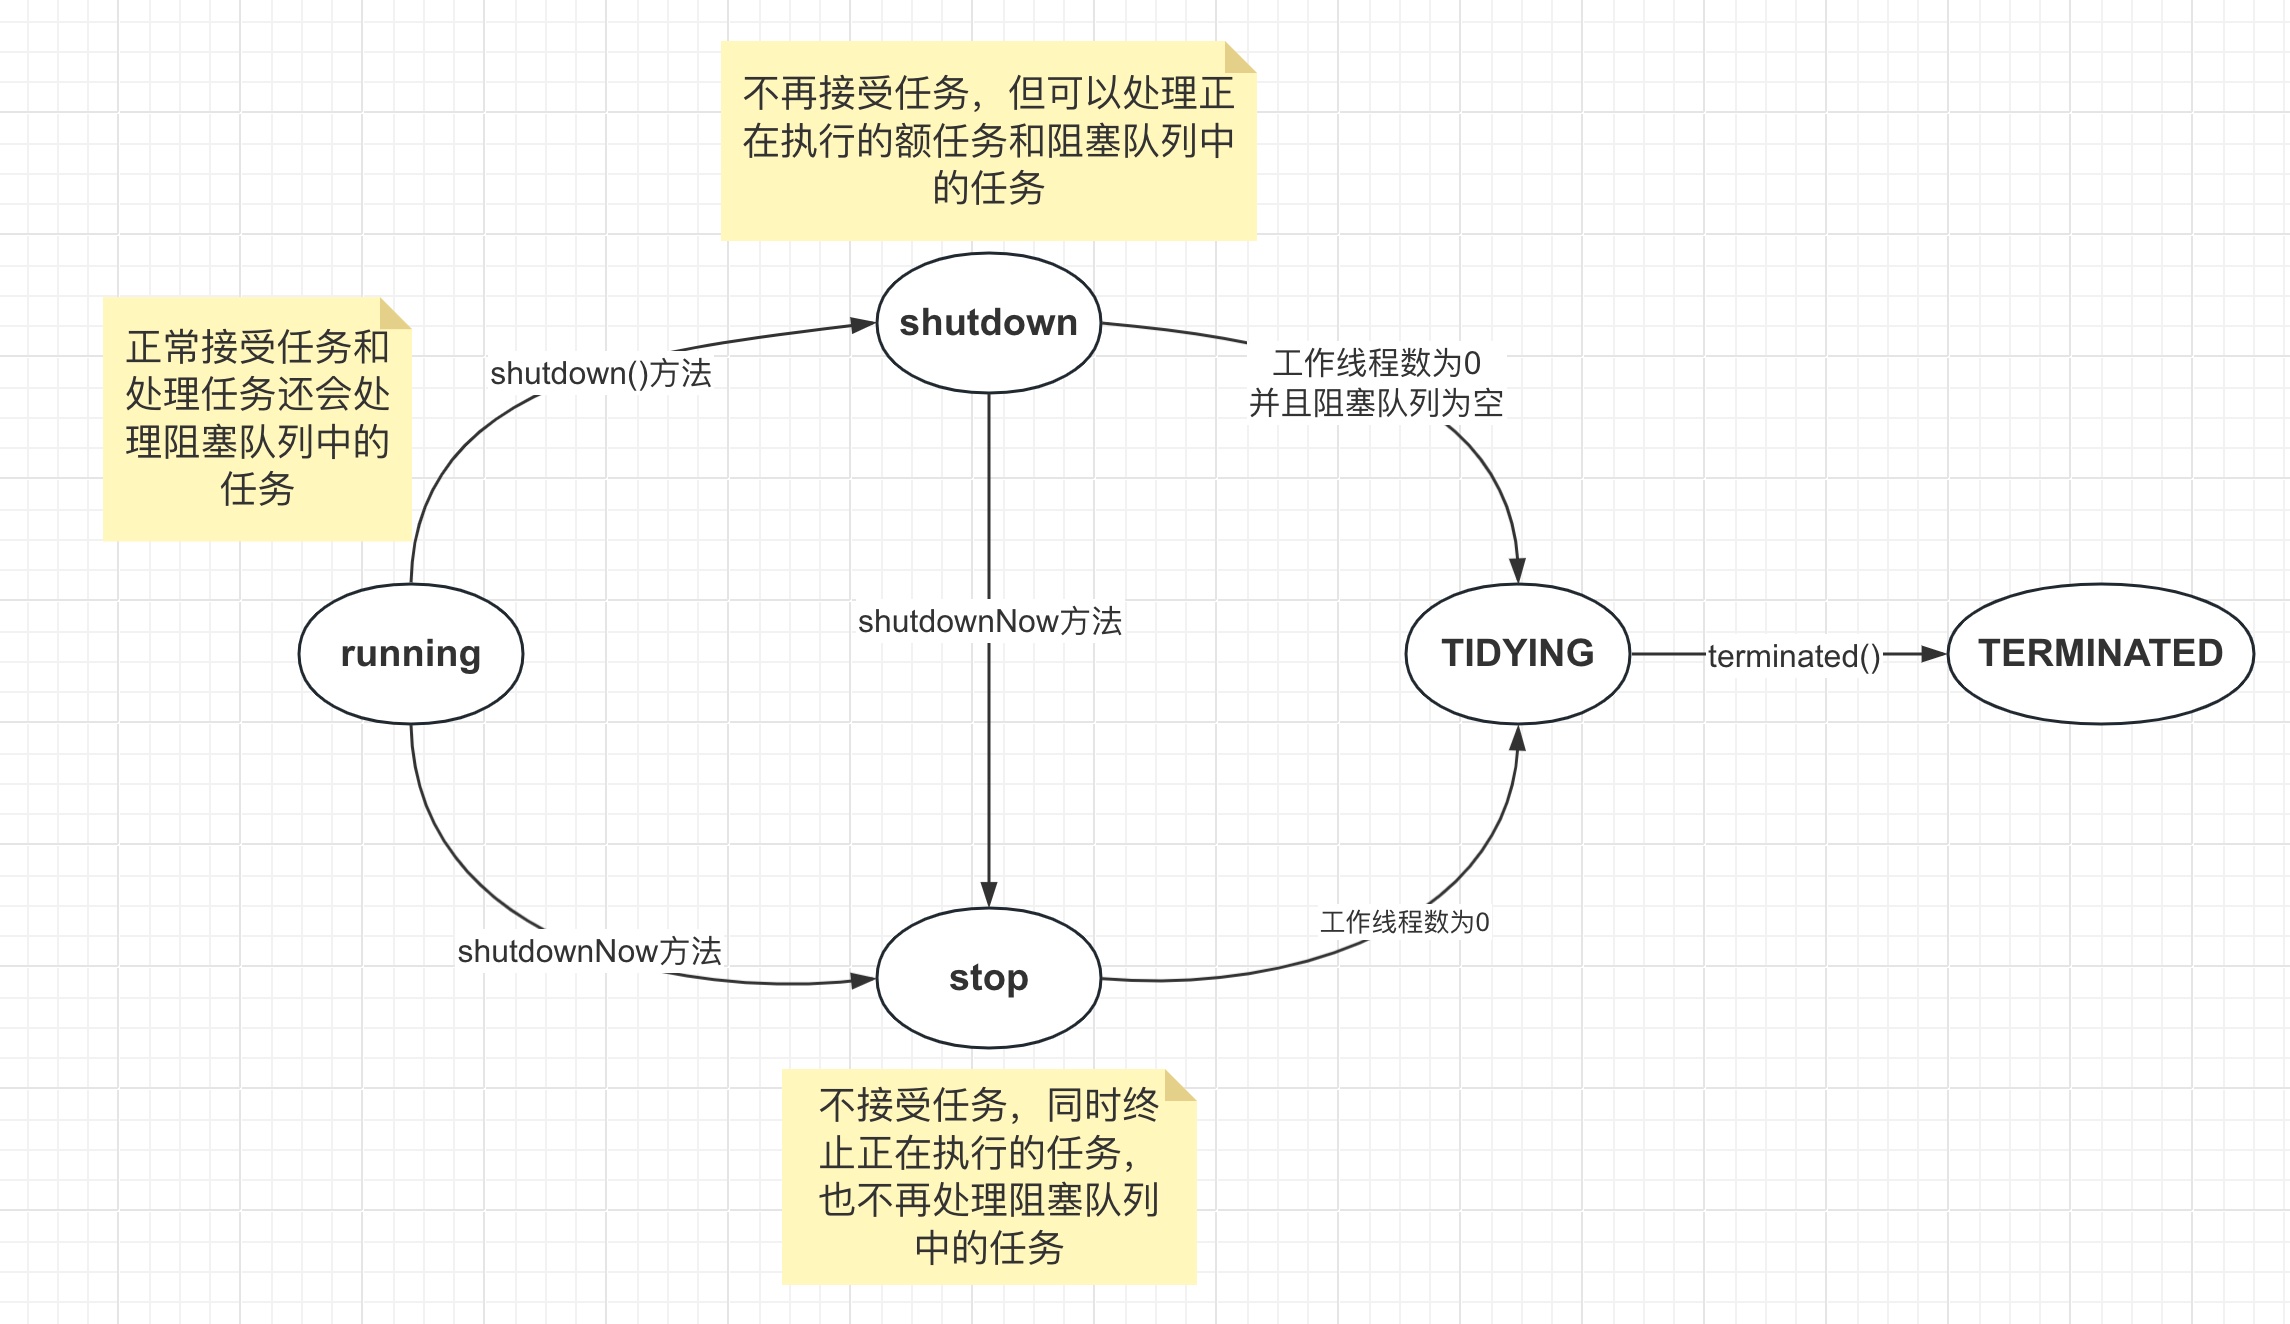 不再接受任务，但可以处理正
在执行的额任务和阻塞队列中
的任务
正常接受任务和
处理任务还会处
理阻塞队列中的
任务
shutdown
shutdown()方法
工作线程数为0
并且阻塞队列为空
running
shutdownNow方法
TIDYING
terminated()
TERMINATED
shutdownNow方法
stop
工作线程数为0
不接受任务，同时终
止正在执行的任务，
也不再处理阻塞队列
中的任务